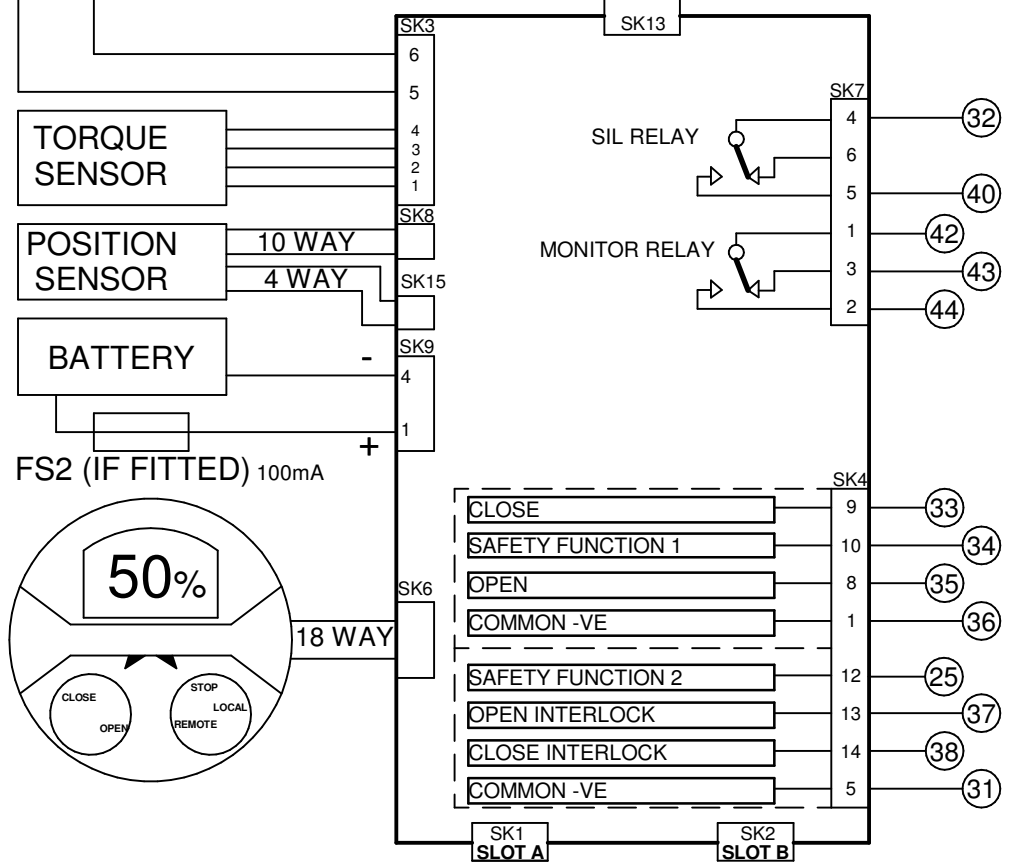 SK3
SK13
6
5
TORQUE
SENSOR
4
3
2
1
SK8
POSITION
SENSOR
10 WAY
4 WAY
SK15
BATTERY
-
SK9
4
1
+
FS2 (IF FITTED) 100mA
50%
CLOSE
OPEN
STOP
LOCAL
REMOTE
18 WAY
SK6
SK7
SIL RELAY
4
32
6
5
40
MONITOR RELAY
1
42
3
43
2
44
SK4
CLOSE
9
33
SAFETY FUNCTION 1
10
34
OPEN
8
35
COMMON -VE
1
36
SAFETY FUNCTION 2
12
25
OPEN INTERLOCK
13
37
CLOSE INTERLOCK
14
38
COMMON -VE
5
31
SK1
SLOT A
SK2
SLOT B